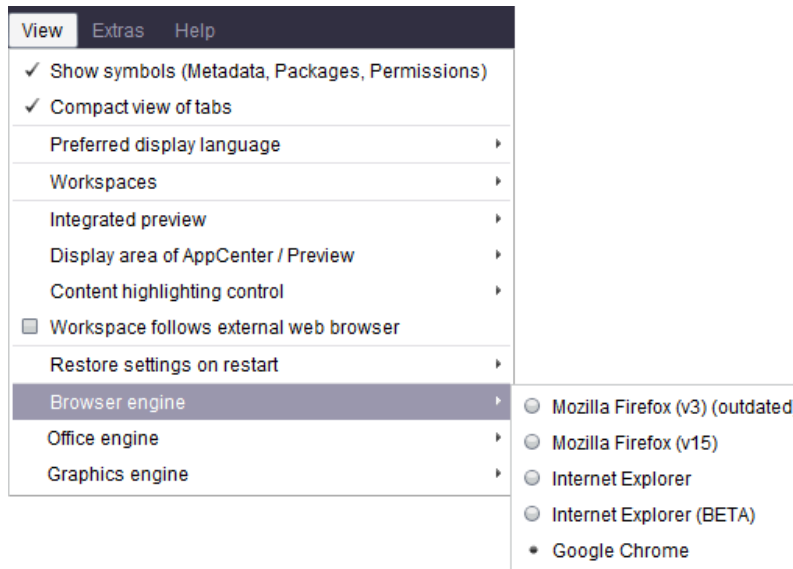 View Extras Help
Show symbols (Metadata, Packages, Permissions)
Compact view of tabs
Preferred display language
Workspaces
Integrated preview
Display area of AppCenter / Preview
Content highlighting control
Workspace follows external web browser
Restore settings on restart
Browser engine
Mozilla Firefox (v3) (outdated
Office engine
Mozilla Firefox (v15)
Graphics engine
Internet Explorer
Internet Explorer (BETA)
Google Chrome